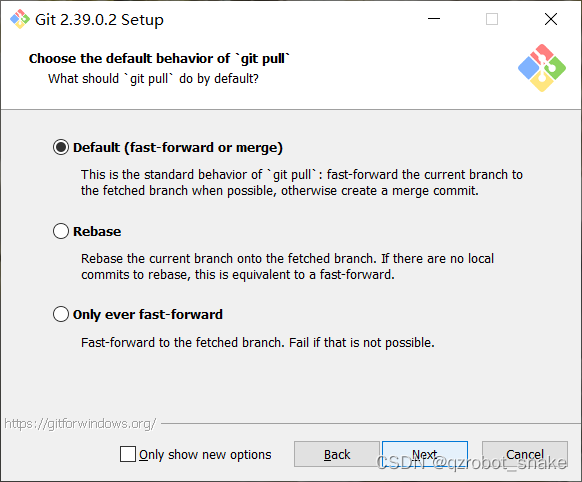 Git 2.39.0.2 Setup
Choose the default behavior of `git pull`
What should `git pull` do by default?
Default (fast-forward or merge)
This is the standard behavior of `git pull`: fast-forward the current branch to
the fetched branch when possible, otherwise create a merge commit.
Rebase
Rebase the current branch onto the fetched branch. If there are no local
commits to rebase, this is equivalent to a fast-forward.
Only ever fast-forward
Fast-forward to the fetched branch. Fail if that is not possible.
https://gitforwindows.org/
Only show new options
Back
Next
Cancel
CSDN @qzrobot_snake